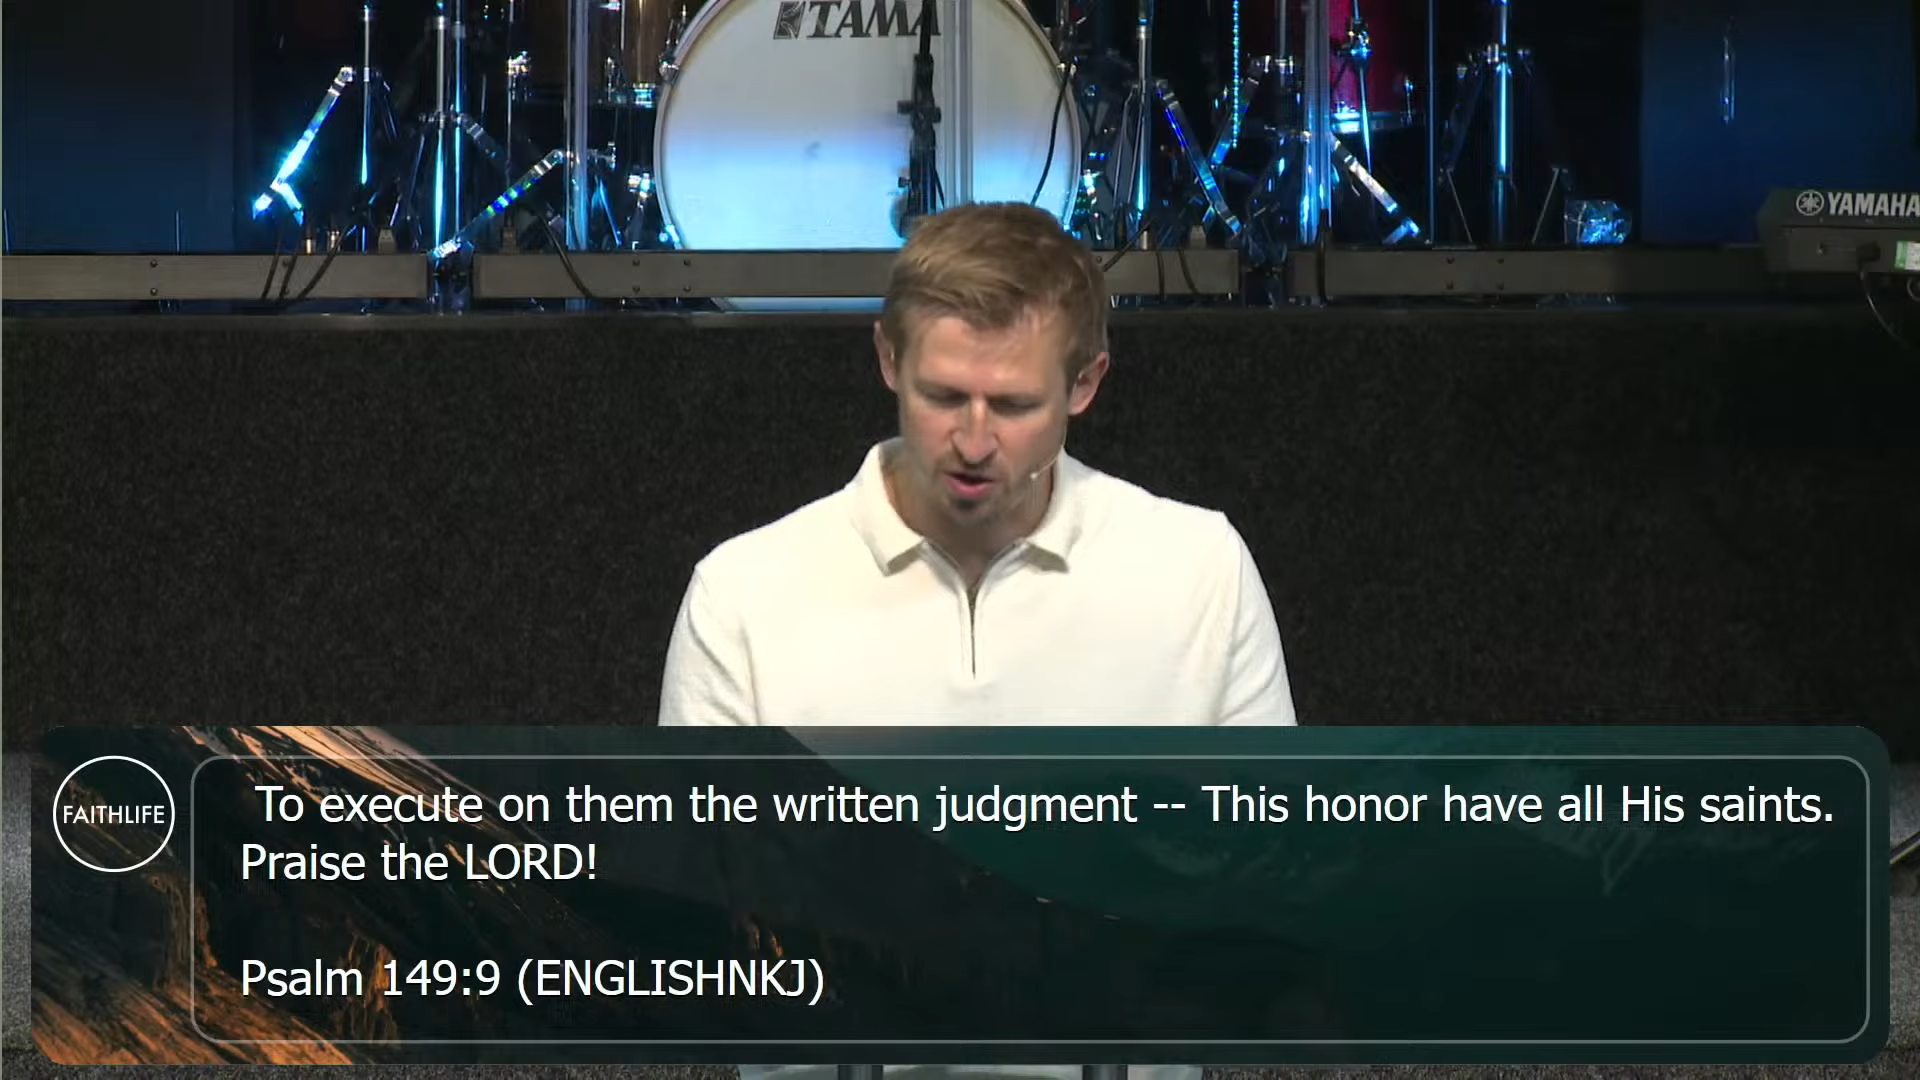 TAMA
YAMAHA
FAITHLIFE
To execute on them the written judgment -- This honor have all His saints.
Praise the LORD!
Psalm 149:9 (ENGLISHNKJ)